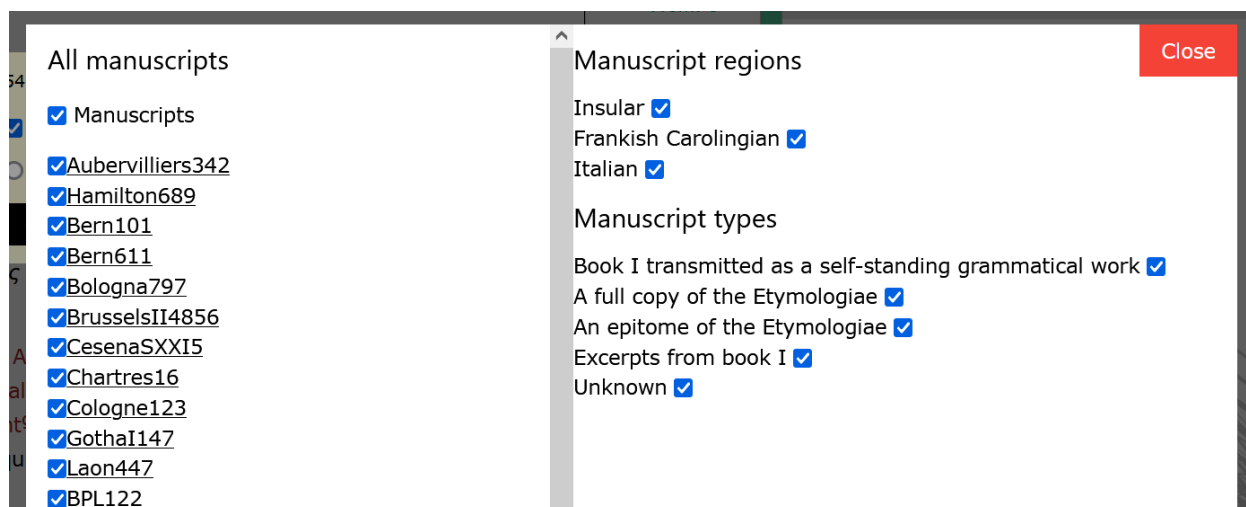 All manuscripts
Manuscripts
Aubervilliers342
Hamilton689
Bern101
Bern611
Bologna797
BrusselsII4856
CesenaSXXI5
Chartres16
Cologne123
GothaI147
Laon447
BPL122
Close
Manuscript regions
Insular
Frankish Carolingian
Italian
Manuscript types
Book I transmitted as a self-standing grammatical work
A full copy of the Etymologiae
An epitome of the Etymologiae
Excerpts from book I
Unknown